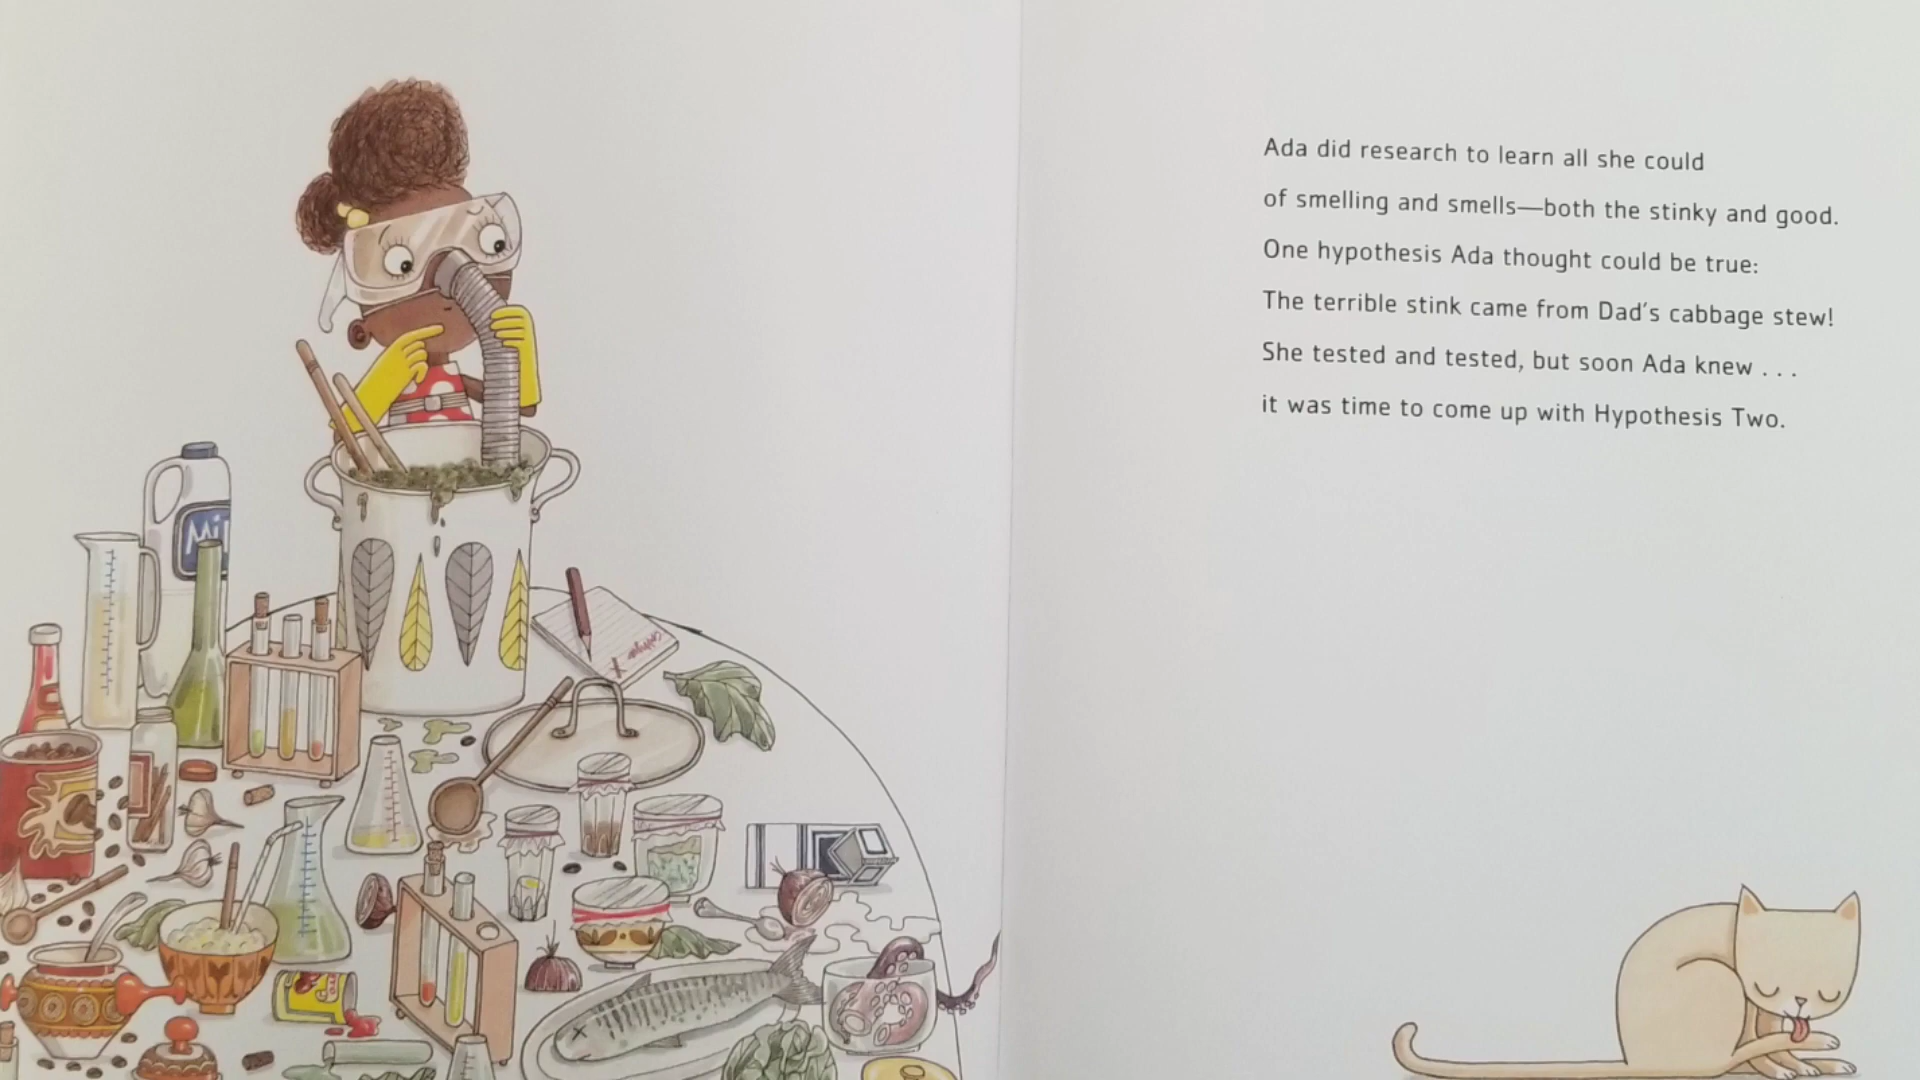 Ada did research to learn all she could
of smelling and smells—both the stinky and good.
One hypothesis Ada thought could be true:
The terrible stink came from Dad's cabbage stew!
She tested and tested, but soon Ada knew . . .
it was time to come up with Hypothesis Two.